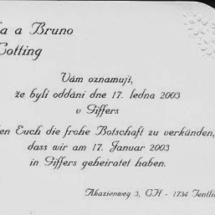 a a Bruno
Cotting
Vám oznamují,
že byli oddáni dne 17. ledna 2003
v Giffers
en Euch die frohe Botschaft zu verkünden,
dass wir am 17. Januar 2003
in Giffers geheiratet haben.
Akazienweg 3, CH - 1734 Tentli